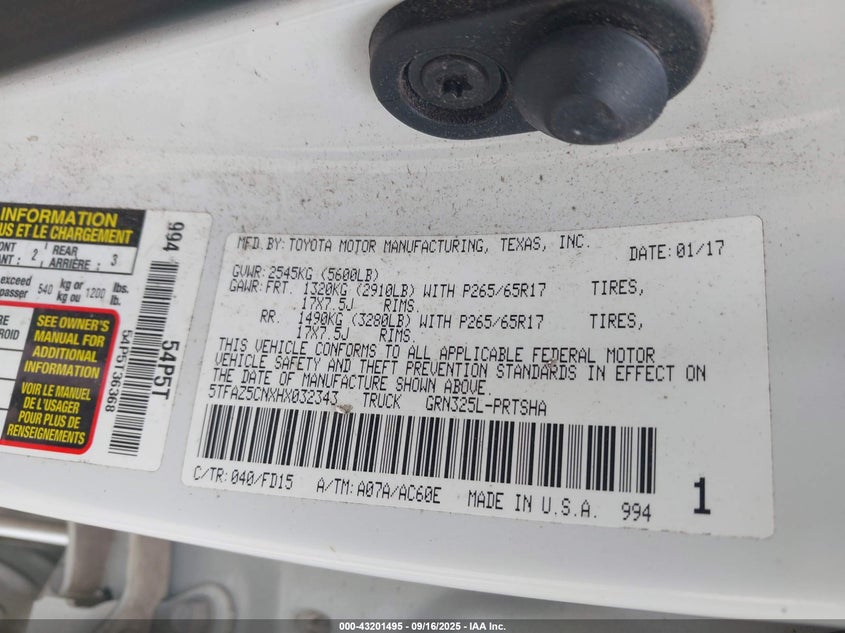 INFORMATION
US ET LE CHARGEMENT
ONT
ANT : 2
REAR
ARRIÈRE : 3
exceed
passer 540 kg or
kg ou 1200 lbs.
lb.
SEE OWNER'S
MANUAL FOR
ADDITIONAL
INFORMATION
VOIR LE MANUEL
DE L'USAGER
POUR PLUS DE
RENSEIGNEMENTS
994
54P5T
54P5T36368
MFD.BY:TOYOTA MOTOR MANUFACTURING, TEXAS, INC. DATE:01/17
GVWR:2545KG (5600LB)
GAWR:FRT. 1320KG (2910LB) WITH P265/65R17 TIRES,
17X7.5J RIMS.
RR. 1490KG (3280LB) WITH P265/65R17 TIRES,
17X7.5J RIMS.
THIS VEHICLE CONFORMS TO ALL APPLICABLE FEDERAL MOTOR
VEHICLE SAFETY AND THEFT PREVENTION STANDARDS IN EFFECT ON
THE DATE OF MANUFACTURE SHOWN ABOVE.
5TFAZ5CNXHX032343 TRUCK GRN325L-PRTSHA
C/TR:040/FD15 A/TM:A07A/AC60E MADE IN U.S.A. 994 1
000-43201495 - 09/16/2025 - IAA Inc.